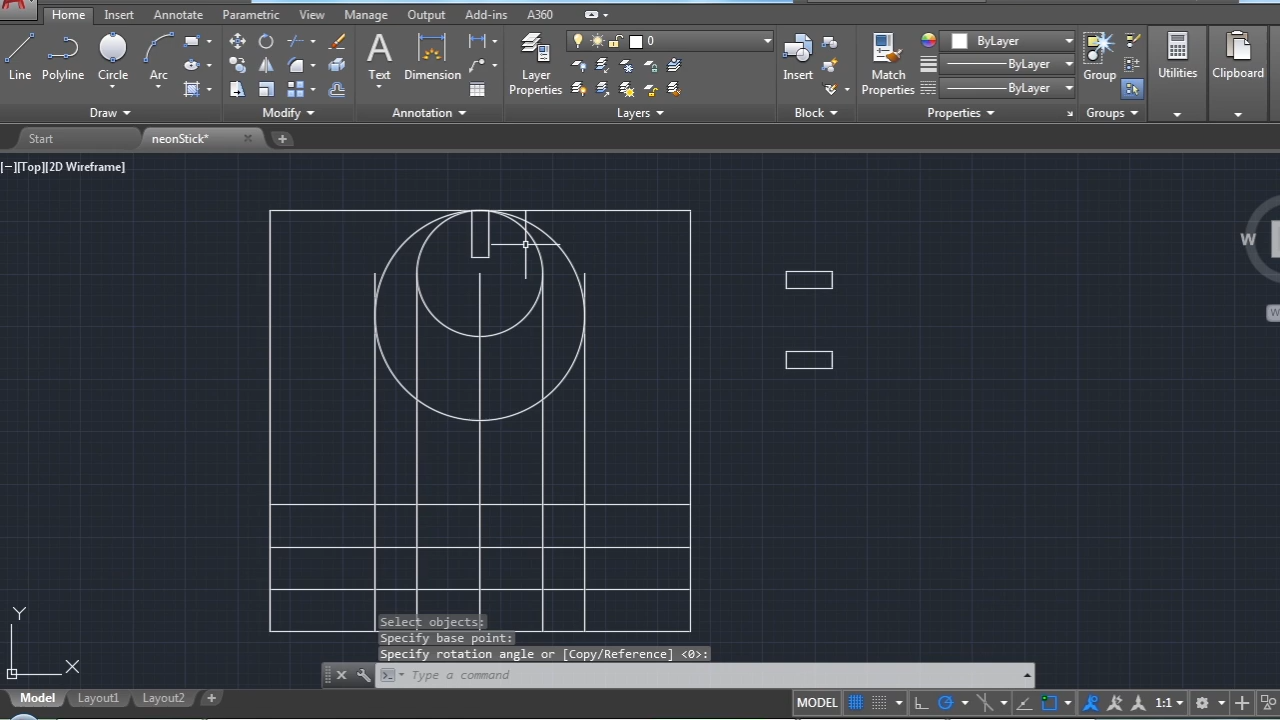 Home Insert Annotate Parametric View Manage Output Add-ins A360
Line Polyline Circle Arc Text Dimension Layer Properties 0 Insert Match Properties ByLayer ByLayer ByLayer Group Utilities Clipboard
Draw Modify Annotation Layers Block Properties Groups
Start neonStick*
[−][Top][2D Wireframe]
W
W
Select objects:
Specify base point:
Specify rotation angle or [Copy/Reference] <0>:
Type a command
Y
X
Model Layout1 Layout2 MODEL 1:1